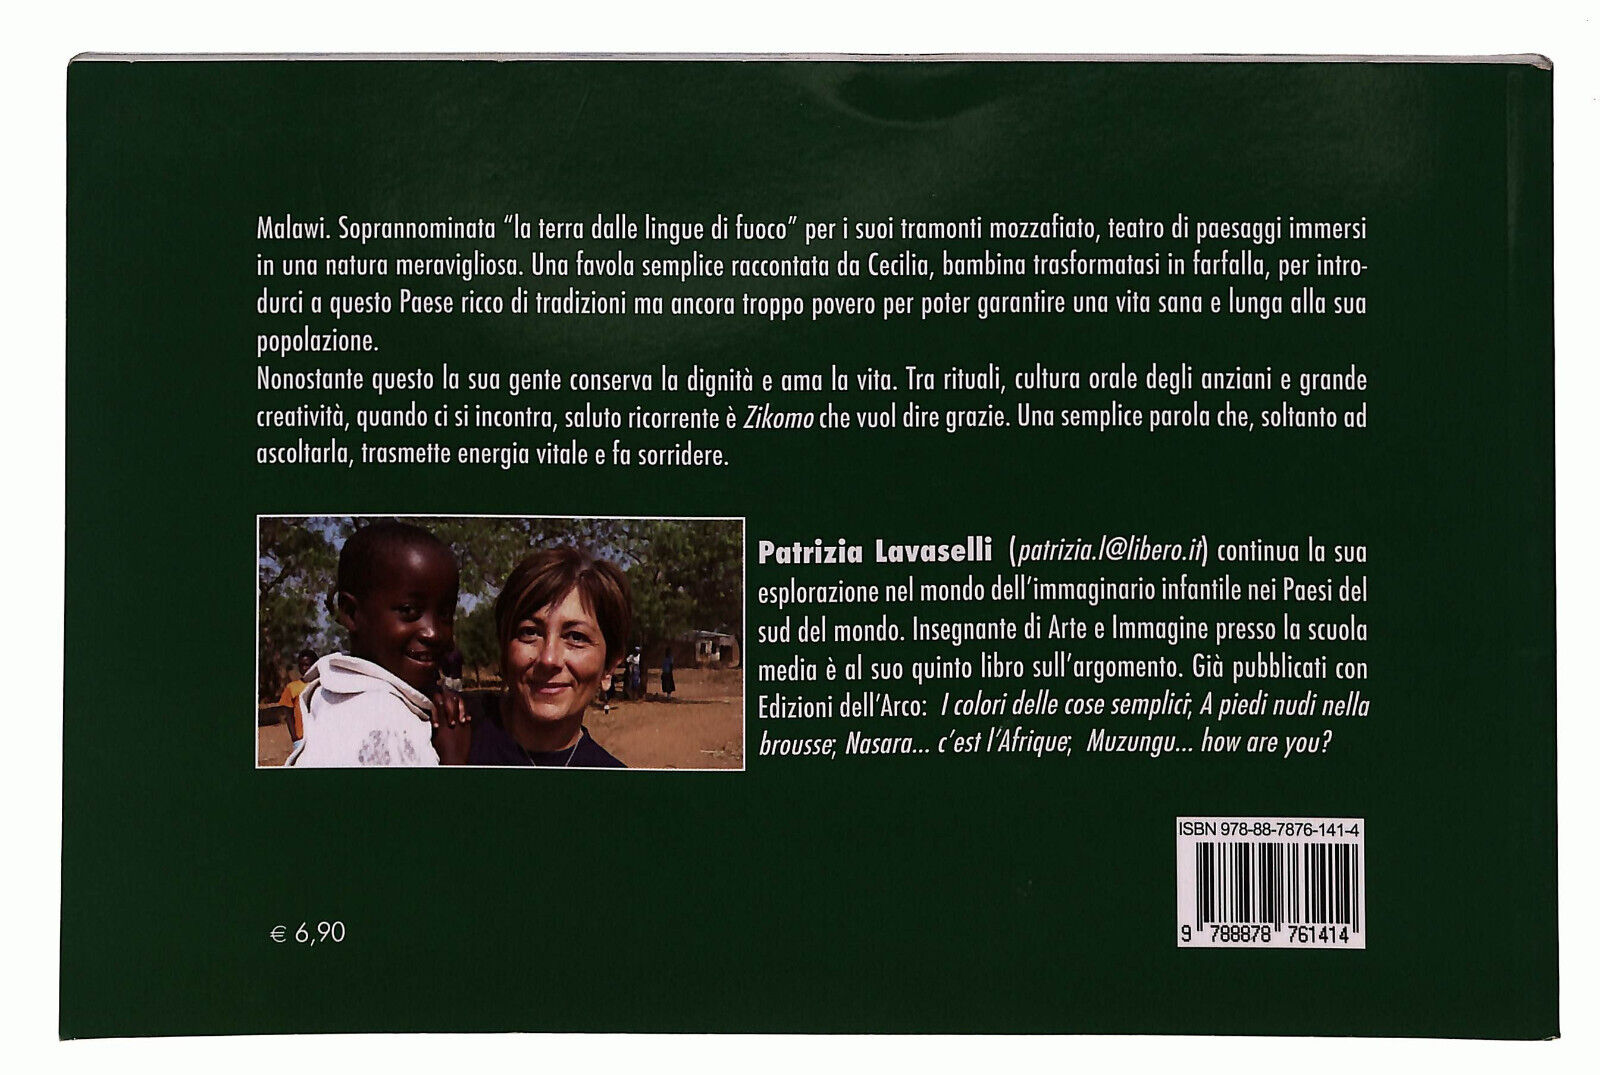 Malawi. Soprannominata “la terra dalle lingue di fuoco” per i suoi tramonti mozzafiato, teatro di paesaggi immersi
in una natura meravigliosa. Una favola semplice raccontata da Cecilia, bambina trasformatasi in farfalla, per intro-
durci a questo Paese ricco di tradizioni ma ancora troppo povero per poter garantire una vita sana e lunga alla sua
popolazione.
Nonostante questo la sua gente conserva la dignità e ama la vita. Tra rituali, cultura orale degli anziani e grande
creatività, quando ci si incontra, saluto ricorrente è Zikomo che vuol dire grazie. Una semplice parola che, soltanto ad
ascoltarla, trasmette energia vitale e fa sorridere.
Patrizia Lavaselli (patrizia.l@libero.it) continua la sua
esplorazione nel mondo dell’immaginario infantile nei Paesi del
sud del mondo. Insegnante di Arte e Immagine presso la scuola
media è al suo quinto libro sull’argomento. Già pubblicati con
Edizioni dell’Arco: I colori delle cose semplici; A piedi nudi nella
brousse; Nasara... c’est l’Afrique; Muzungu... how are you?
ISBN 978-88-7876-141-4
9 788878 761414
€ 6,90